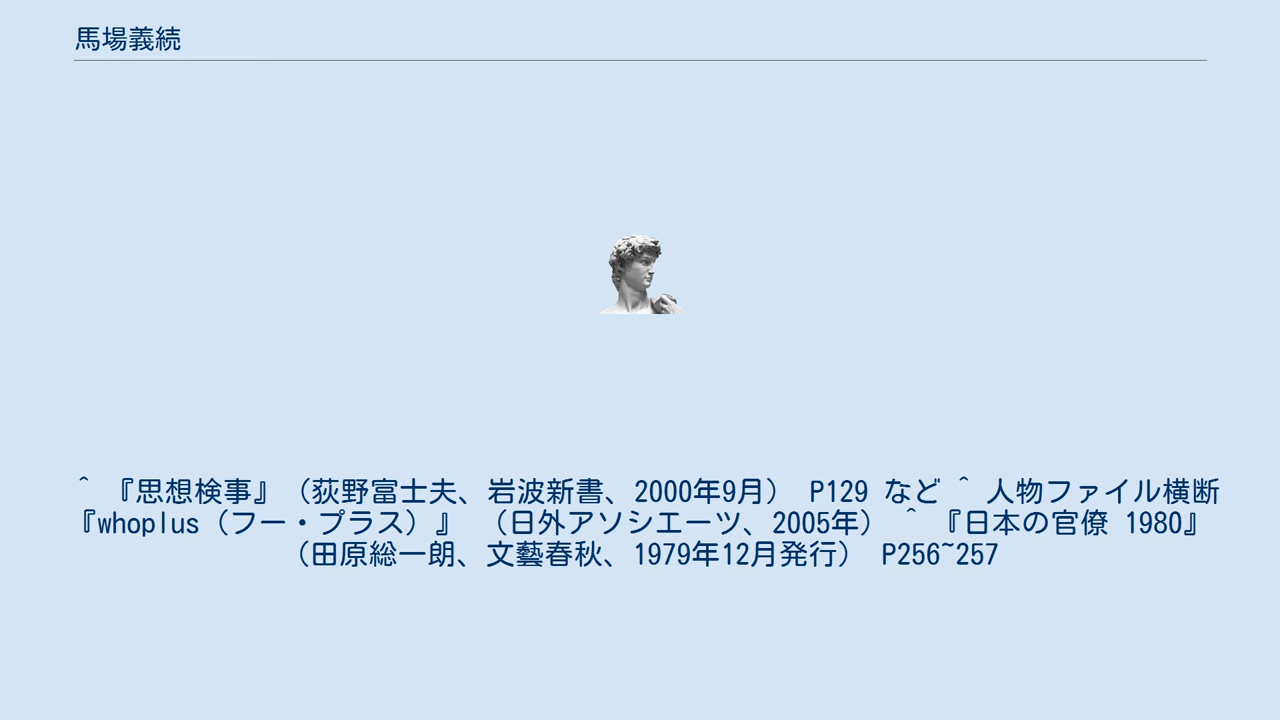 馬場義続
^ 『思想検事』（荻野富士夫、岩波新書、2000年9月） P129 など ^ 人物ファイル横断
『whoplus（フー・プラス）』 （日外アソシエーツ、2005年） ^ 『日本の官僚 1980』
（田原総一朗、文藝春秋、1979年12月発行） P256~257